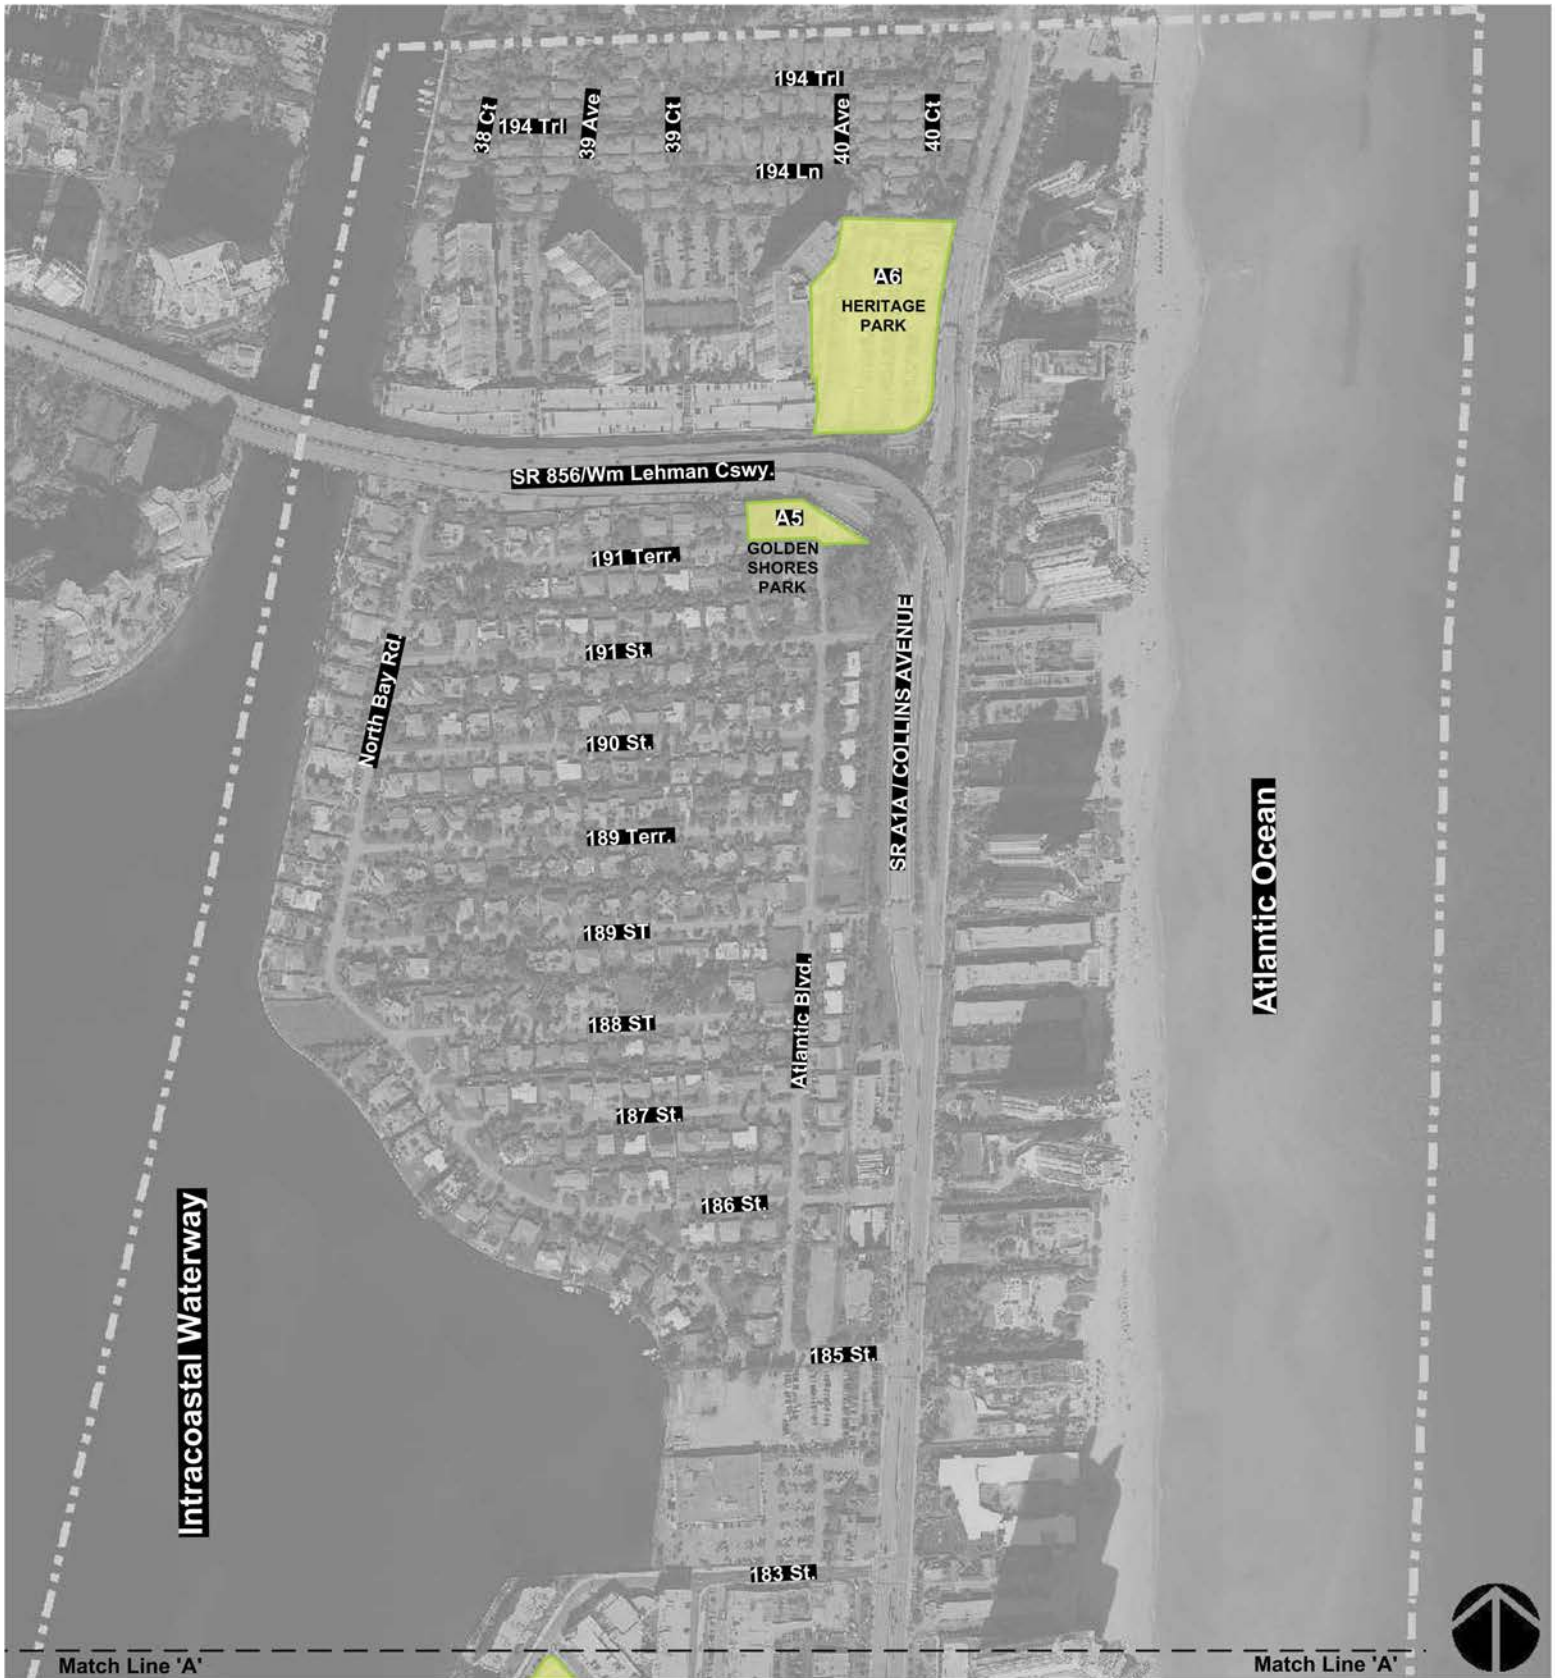 194 Trl
38 Ct
194 Trl
39 Ave
39 Ct
40 Ave
40 Ct
194 Ln
A6
HERITAGE
PARK
SR 856/Wm Lehman Cswy.
A5
GOLDEN
SHORES
PARK
191 Terr.
191 St.
North Bay Rd.
190 St.
SR A1A / COLLINS AVENUE
189 Terr.
Atlantic Ocean
189 ST
188 ST
Atlantic Blvd.
187 St.
186 St.
Intracoastal Waterway
185 St.
183 St.
Match Line 'A'
Match Line 'A'